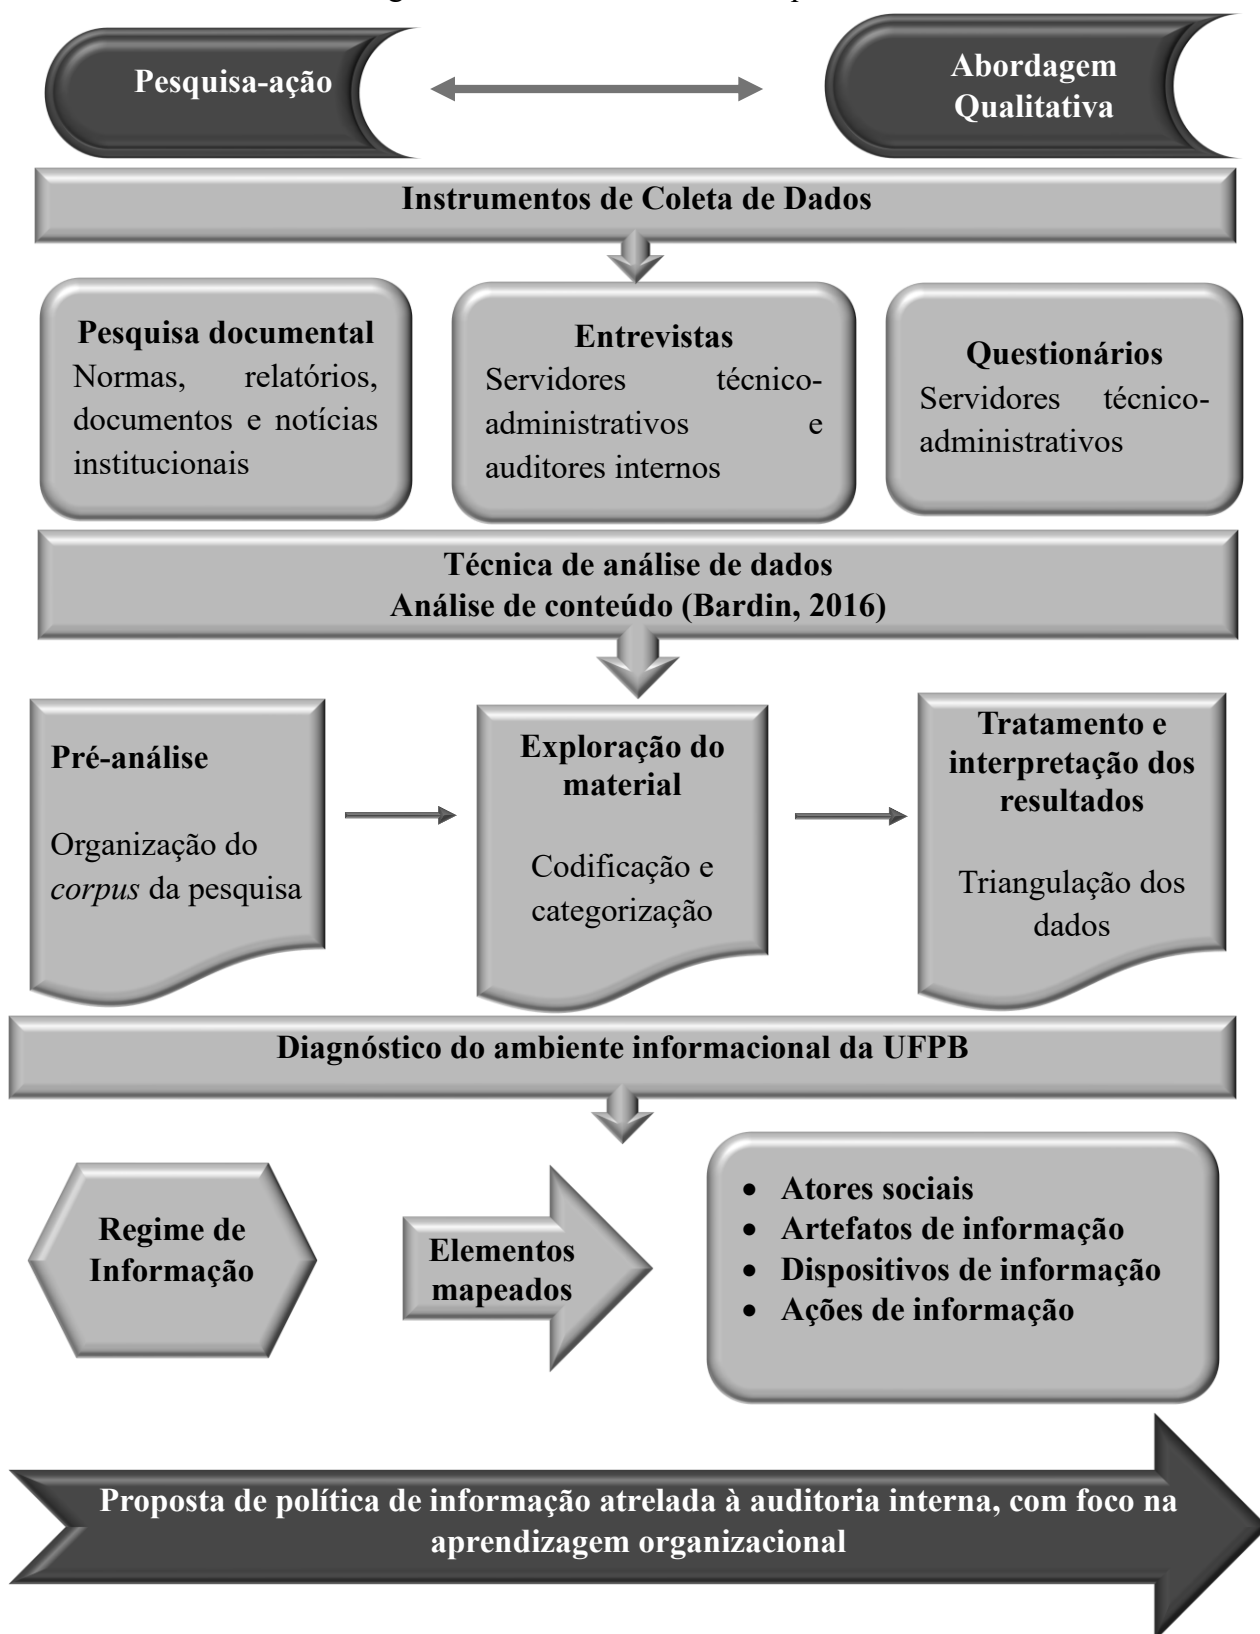 Pesquisa-ação
Abordagem
Qualitativa
Instrumentos de Coleta de Dados
Pesquisa documental
Normas, relatórios,
documentos e notícias
institucionais
Entrevistas
Servidores técnico-
administrativos e
auditores internos
Questionários
Servidores técnico-
administrativos
Técnica de análise de dados
Análise de conteúdo (Bardin, 2016)
Pré-análise
Organização do
corpus da pesquisa
Exploração do
material
Codificação e
categorização
Tratamento e
interpretação dos
resultados
Triangulação dos
dados
Diagnóstico do ambiente informacional da UFPB
Regime de
Informação
Elementos
mapeados
• Atores sociais
• Artefatos de informação
• Dispositivos de informação
• Ações de informação
Proposta de política de informação atrelada à auditoria interna, com foco na
aprendizagem organizacional